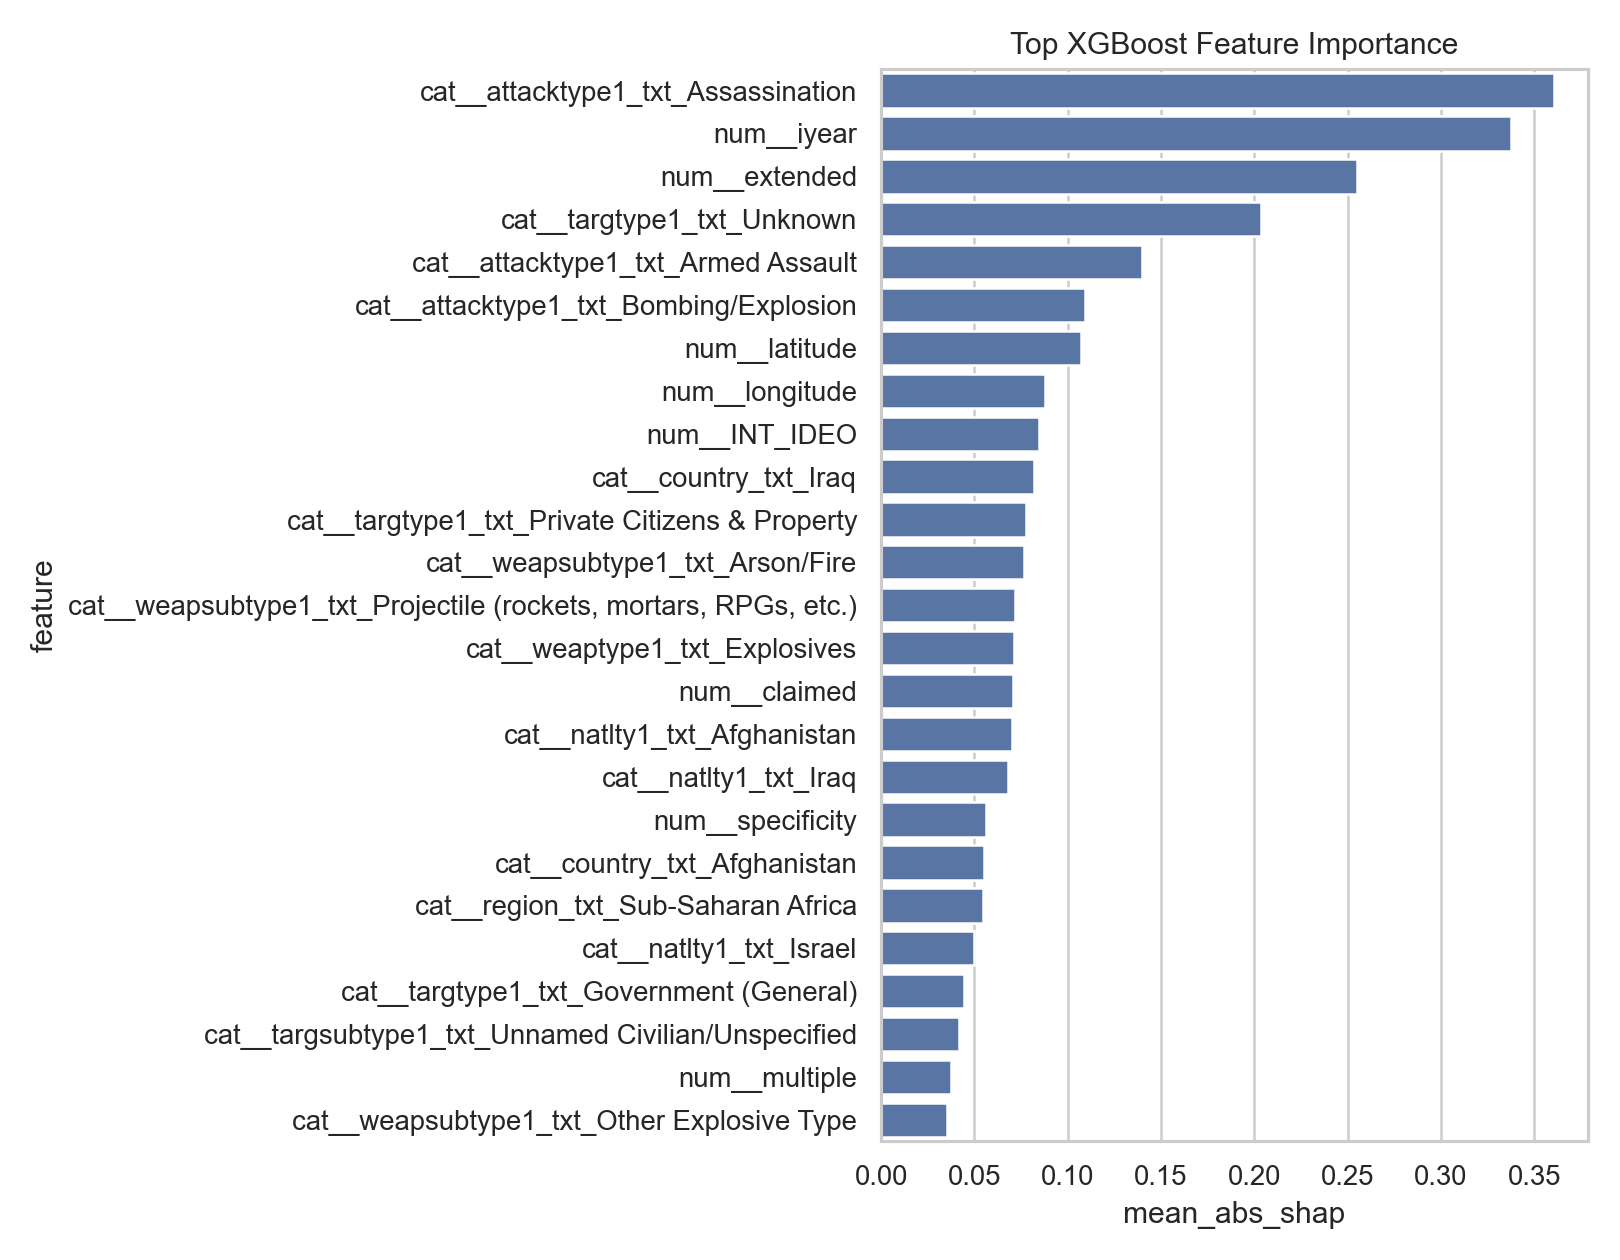 Top XGBoost Feature Importance
feature
cat__attacktype1_txt_Assassination
num__iyear
num__extended
cat__targtype1_txt_Unknown
cat__attacktype1_txt_Armed Assault
cat__attacktype1_txt_Bombing/Explosion
num__latitude
num__longitude
num__INT_IDEO
cat__country_txt_Iraq
cat__targtype1_txt_Private Citizens & Property
cat__weapsubtype1_txt_Arson/Fire
cat__weapsubtype1_txt_Projectile (rockets, mortars, RPGs, etc.)
cat__weaptype1_txt_Explosives
num__claimed
cat__natlty1_txt_Afghanistan
cat__natlty1_txt_Iraq
num__specificity
cat__country_txt_Afghanistan
cat__region_txt_Sub-Saharan Africa
cat__natlty1_txt_Israel
cat__targtype1_txt_Government (General)
cat__targsubtype1_txt_Unnamed Civilian/Unspecified
num__multiple
cat__weapsubtype1_txt_Other Explosive Type
0.00 0.05 0.10 0.15 0.20 0.25 0.30 0.35
mean_abs_shap